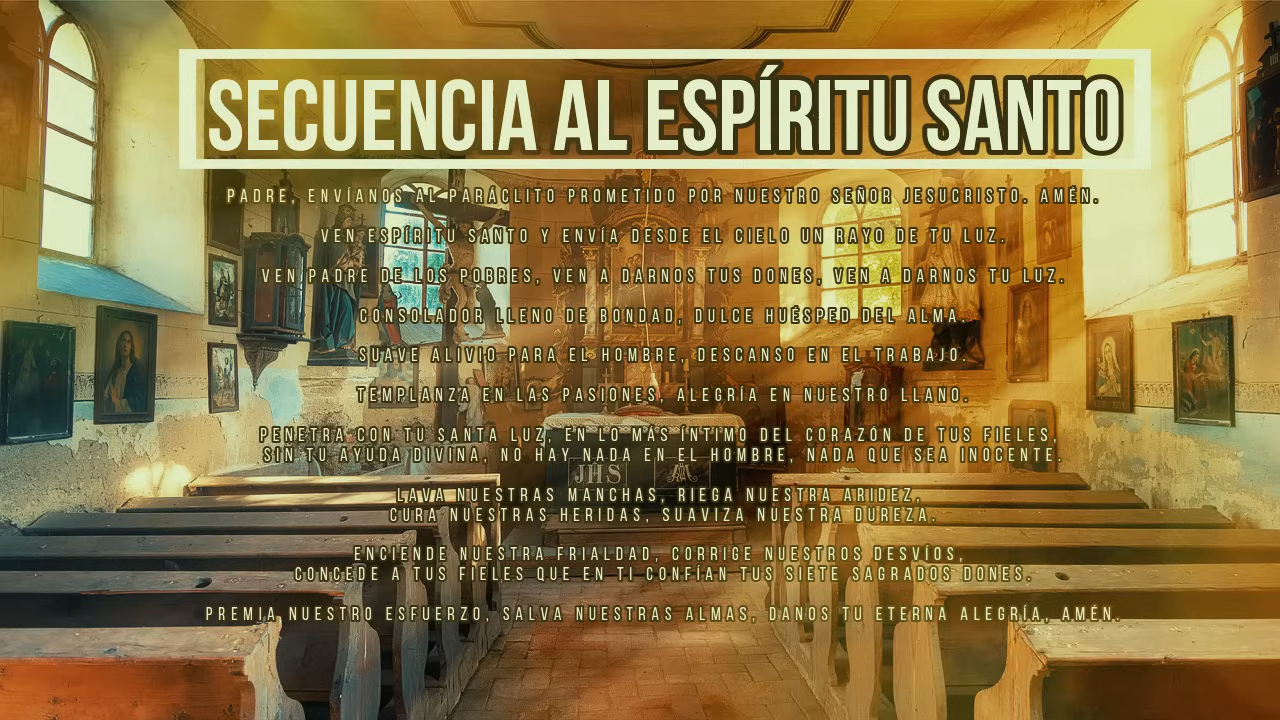 SECUENCIA AL ESPÍRITU SANTO
PADRE, ENVÍANOS AL PARÁCLITO PROMETIDO POR NUESTRO SEÑOR JESUCRISTO. AMÉN.
VEN ESPÍRITU SANTO Y ENVÍA DESDE EL CIELO UN RAYO DE TU LUZ.
VEN PADRE DE LOS POBRES, VEN A DARNOS TUS DONES, VEN A DARNOS TU LUZ.
CONSOLADOR LLENO DE BONDAD, DULCE HUÉSPED DEL ALMA.
SUAVE ALIVIO PARA EL HOMBRE, DESCANSO EN EL TRABAJO.
TEMPLANZA EN LAS PASIONES, ALEGRÍA EN NUESTRO LLANO.
PENETRA CON TU SANTA LUZ, EN LO MÁS ÍNTIMO DEL CORAZÓN DE TUS FIELES,
SIN TU AYUDA DIVINA, NO HAY NADA EN EL HOMBRE, NADA QUE SEA INOCENTE.
JHS
LAVA NUESTRAS MANCHAS, RIEGA NUESTRA ARIDEZ,
CURA NUESTRAS HERIDAS, SUAVIZA NUESTRA DUREZA.
ENCIENDE NUESTRA FRIALDAD, CORRIGE NUESTROS DESVÍOS,
CONCEDE A TUS FIELES QUE EN TI CONFÍAN TUS SIETE SAGRADOS DONES.
PREMIA NUESTRO ESFUERZO, SALVA NUESTRAS ALMAS, DANOS TU ETERNA ALEGRÍA, AMÉN.